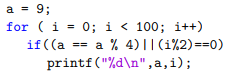 a = 9;
for ( i = 0; i < 100; i++)
if((a == a % 4)||(i%2)==0)
printf("%d\n",a,i);